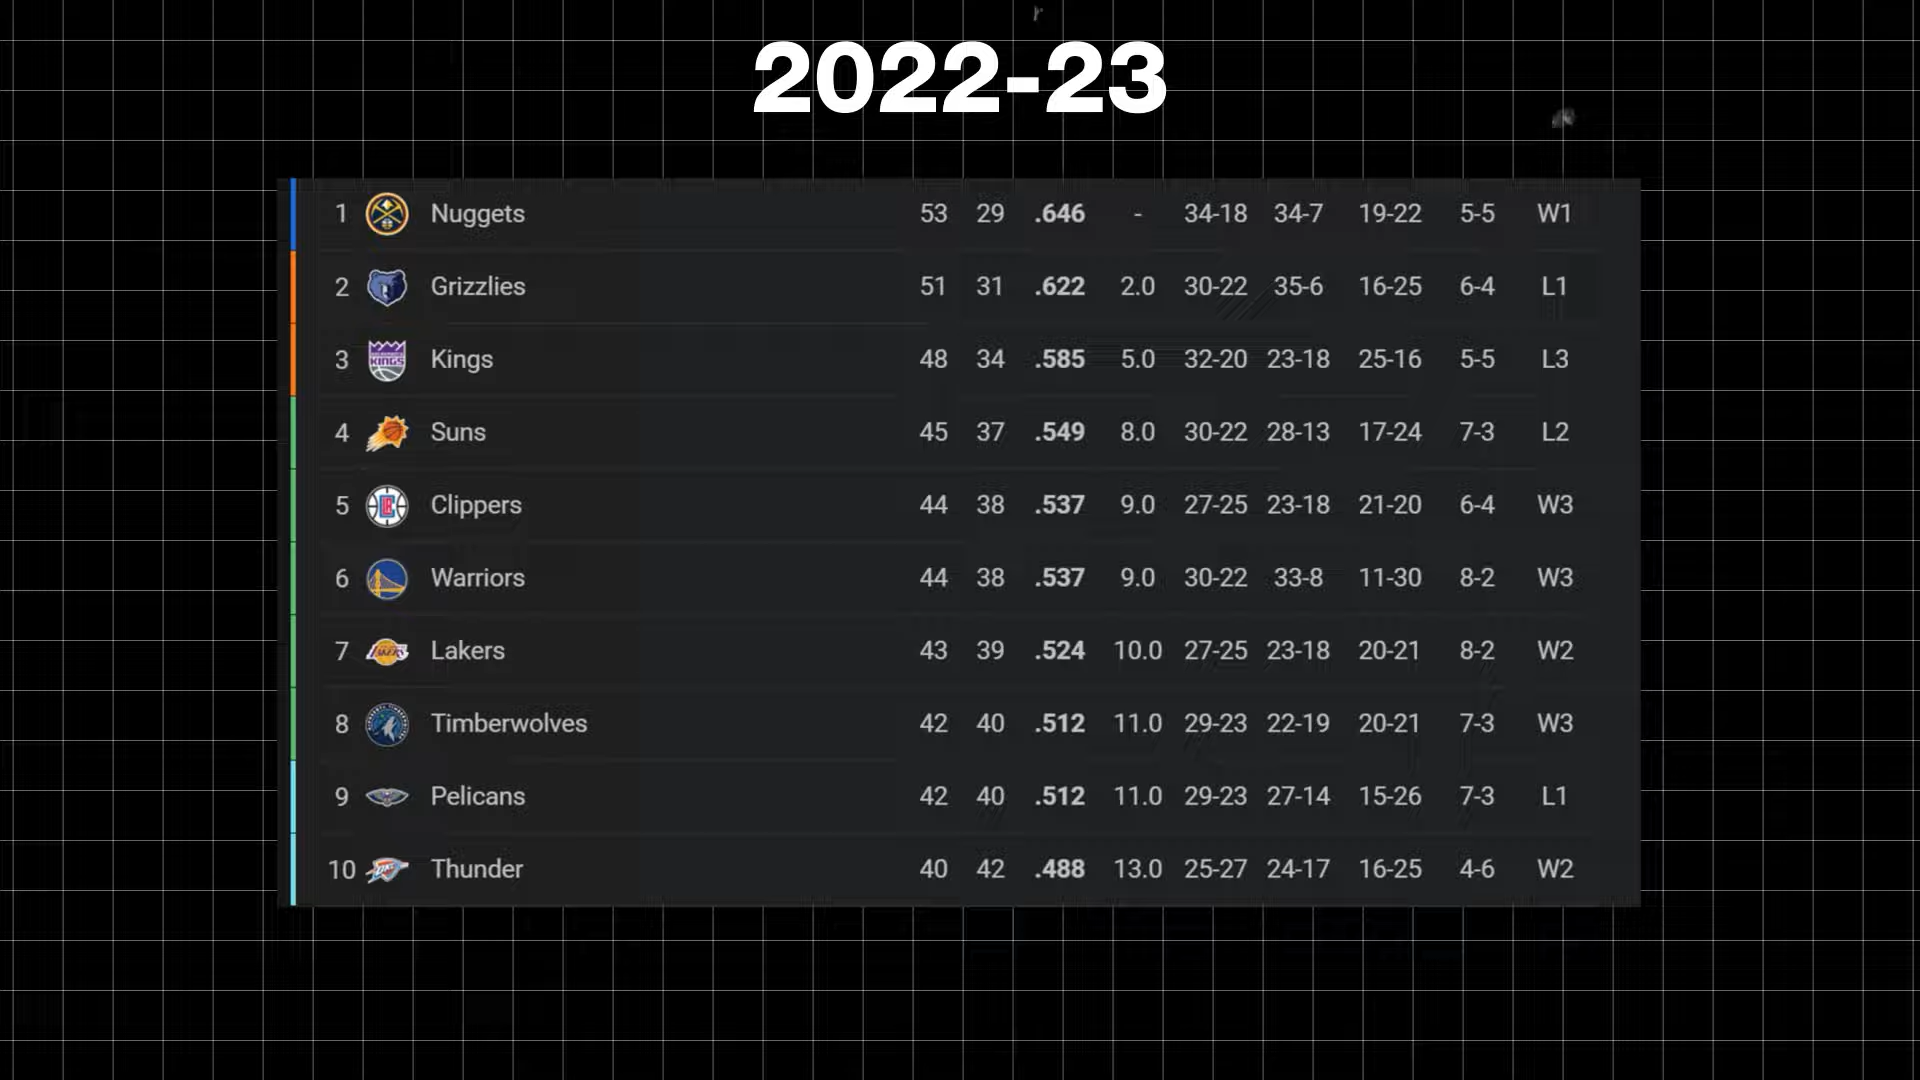 2022-23
1 Nuggets 53 29 .646 - 34-18 34-7 19-22 5-5 W1
2 Grizzlies 51 31 .622 2.0 30-22 35-6 16-25 6-4 L1
3 KINGS Kings 48 34 .585 5.0 32-20 23-18 25-16 5-5 L3
4 Suns 45 37 .549 8.0 30-22 28-13 17-24 7-3 L2
5 Clippers 44 38 .537 9.0 27-25 23-18 21-20 6-4 W3
6 Warriors 44 38 .537 9.0 30-22 33-8 11-30 8-2 W3
7 LAKERS Lakers 43 39 .524 10.0 27-25 23-18 20-21 8-2 W2
8 Timberwolves 42 40 .512 11.0 29-23 22-19 20-21 7-3 W3
9 Pelicans 42 40 .512 11.0 29-23 27-14 15-26 7-3 L1
10 OKC Thunder 40 42 .488 13.0 25-27 24-17 16-25 4-6 W2